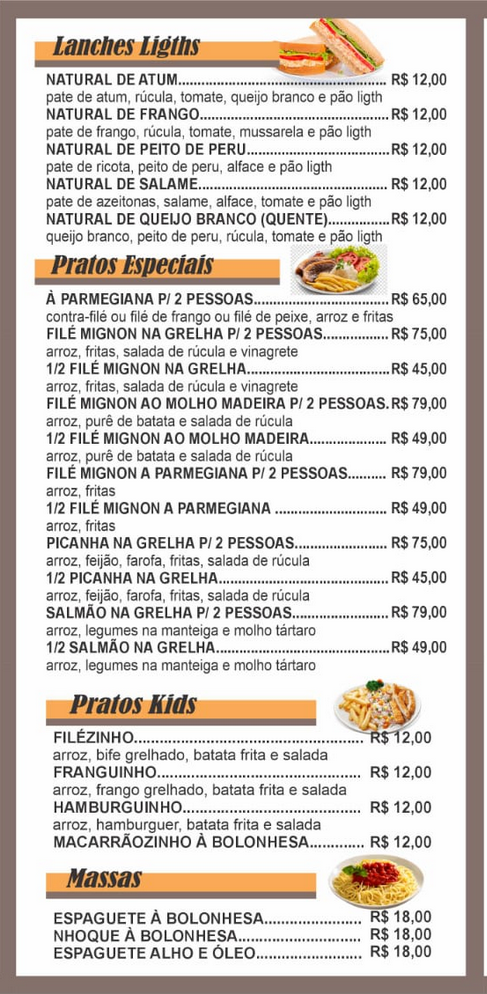 Lanches Ligths
NATURAL DE ATUM.................................................... R$ 12,00
pate de atum, rúcula, tomate, queijo branco e pão ligth
NATURAL DE FRANGO............................................... R$ 12,00
pate de frango, rúcula, tomate, mussarela e pão ligth
NATURAL DE PEITO DE PERU................................... R$ 12,00
pate de ricota, peito de peru, alface e pão ligth
NATURAL DE SALAME............................................... R$ 12,00
pate de azeitonas, salame, alface, tomate e pão ligth
NATURAL DE QUEIJO BRANCO (QUENTE)...............R$ 12,00
queijo branco, peito de peru, rúcula, tomate e pão ligth
Pratos Especiais
À PARMEGIANA P/ 2 PESSOAS.................................R$ 65,00
contra-filé ou filé de frango ou filé de peixe, arroz e fritas
FILÉ MIGNON NA GRELHA P/ 2 PESSOAS................ R$ 75,00
arroz, fritas, salada de rúcula e vinagrete
1/2 FILÉ MIGNON NA GRELHA...................................R$ 45,00
arroz, fritas, salada de rúcula e vinagrete
FILÉ MIGNON AO MOLHO MADEIRA P/ 2 PESSOAS.R$ 79,00
arroz, purê de batata e salada de rúcula
1/2 FILÉ MIGNON AO MOLHO MADEIRA................... R$ 49,00
arroz, purê de batata e salada de rúcula
FILÉ MIGNON A PARMEGIANA P/ 2 PESSOAS.......... R$ 79,00
arroz, fritas
1/2 FILÉ MIGNON A PARMEGIANA ............................ R$ 49,00
arroz, fritas
PICANHA NA GRELHA P/ 2 PESSOAS....................... R$ 75,00
arroz, feijão, farofa, fritas, salada de rúcula
1/2 PICANHA NA GRELHA..........................................R$ 45,00
arroz, feijão, farofa, fritas, salada de rúcula
SALMÃO NA GRELHA P/ 2 PESSOAS........................R$ 79,00
arroz, legumes na manteiga e molho tártaro
1/2 SALMÃO NA GRELHA...........................................R$ 49,00
arroz, legumes na manteiga e molho tártaro
Pratos Kids
FILÉZINHO......................................................... R$ 12,00
arroz, bife grelhado, batata frita e salada
FRANGUINHO................................................... R$ 12,00
arroz, frango grelhado, batata frita e salada
HAMBURGUINHO............................................. R$ 12,00
arroz, hamburguer, batata frita e salada
MACARRÃOZINHO À BOLONHESA............. R$ 12,00
Massas
ESPAGUETE À BOLONHESA........................ R$ 18,00
NHOQUE À BOLONHESA............................... R$ 18,00
ESPAGUETE ALHO E ÓLEO.......................... R$ 18,00